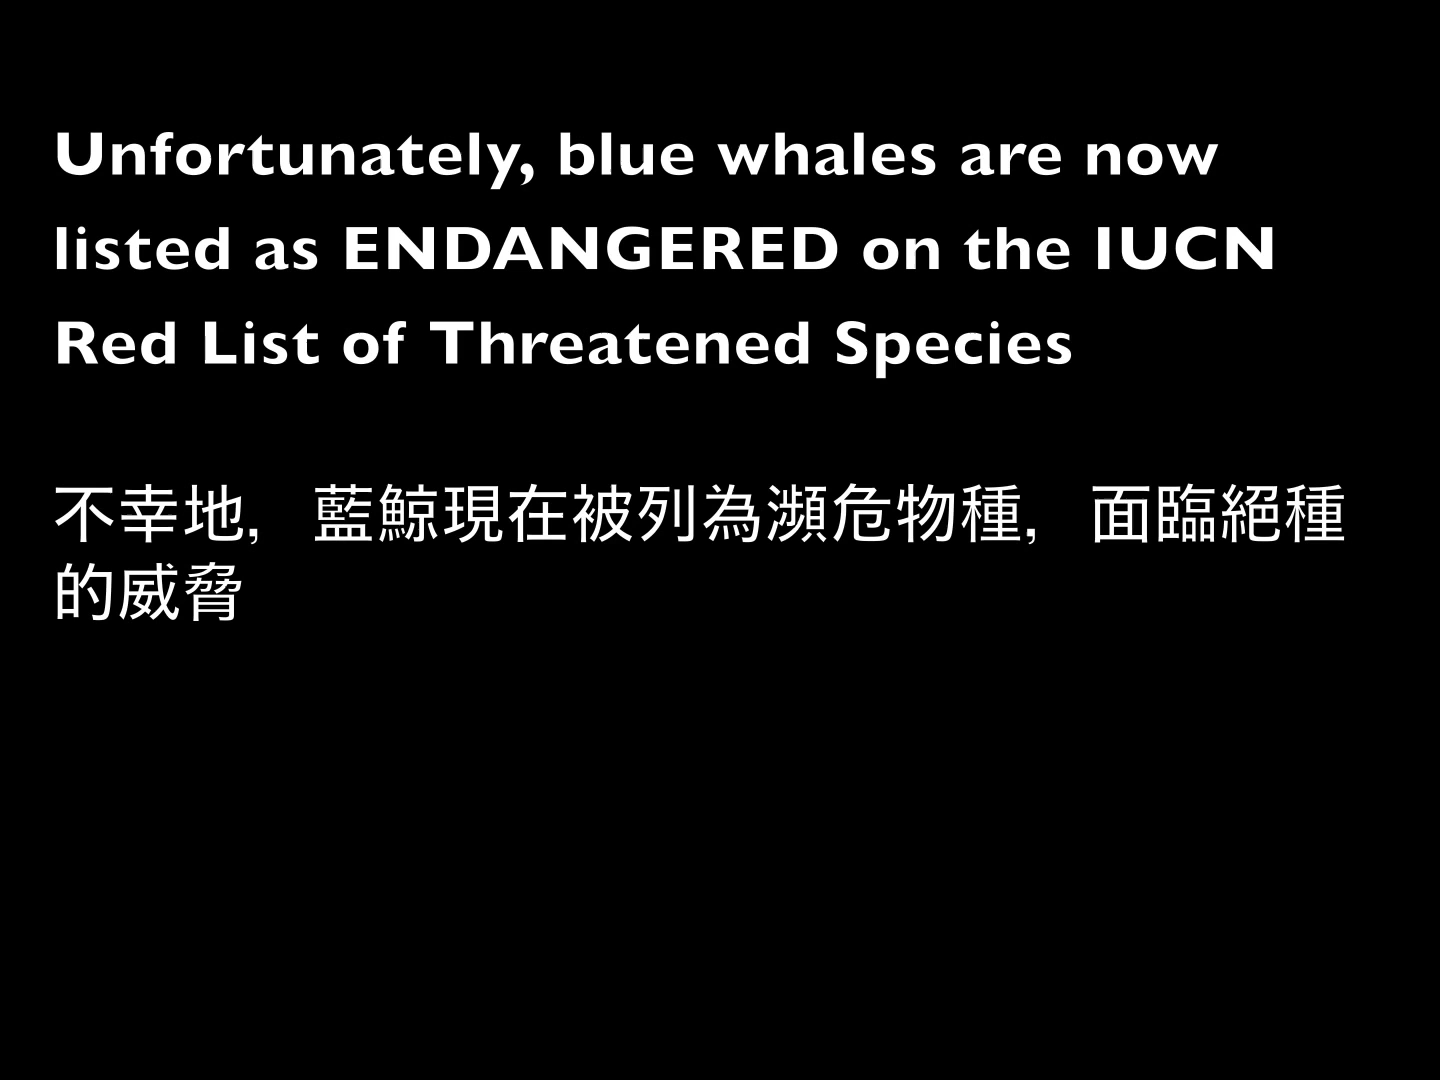 Unfortunately, blue whales are now
listed as ENDANGERED on the IUCN
Red List of Threatened Species
不幸地，藍鯨現在被列為瀕危物種，面臨絕種
的威脅